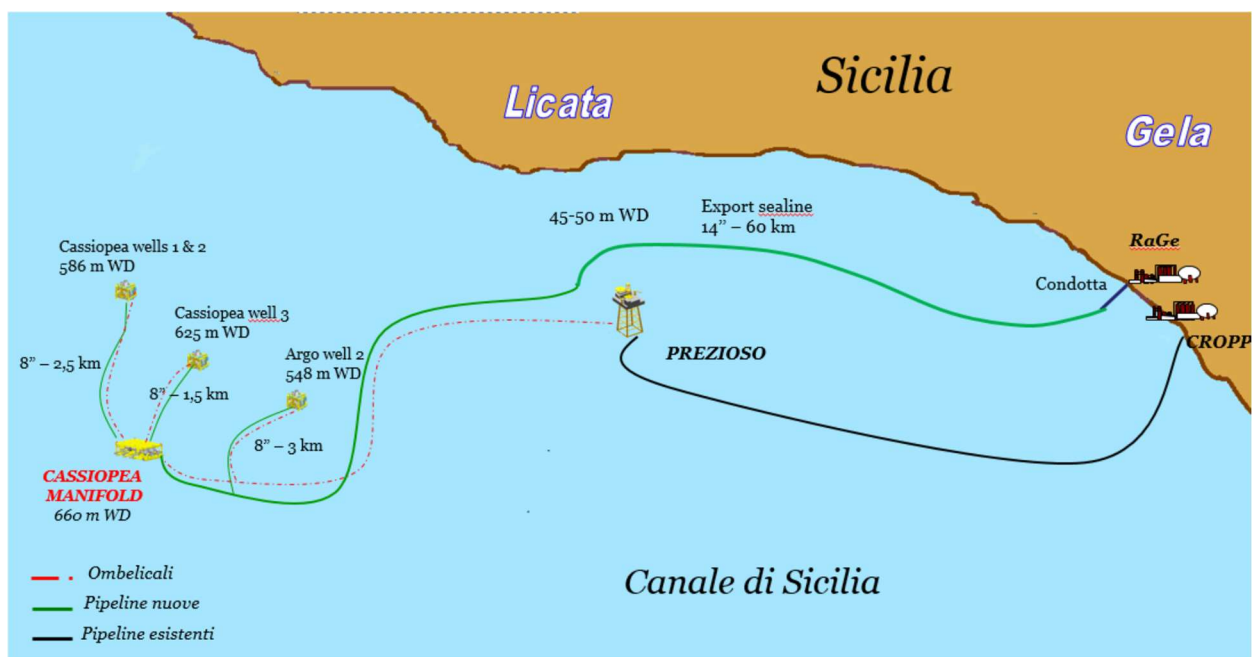 Sicilia
Licata
Gela
45-50 m WD
Export sealine
14” – 60 km
RaGe
Condotta
CROPP
PREZIOSO
Cassiopea wells 1 & 2
586 m WD
Cassiopea well 3
625 m WD
Argo well 2
548 m WD
8” – 2,5 km
8” – 1,5 km
8” – 3 km
CASSIOPEA
MANIFOLD
660 m WD
Canale di Sicilia
Ombelicali
Pipeline nuove
Pipeline esistenti